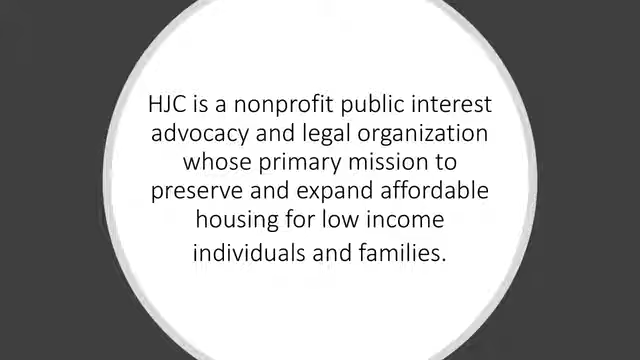 HJC is a nonprofit public interest
advocacy and legal organization
whose primary mission to
preserve and expand affordable
housing for low income
individuals and families.